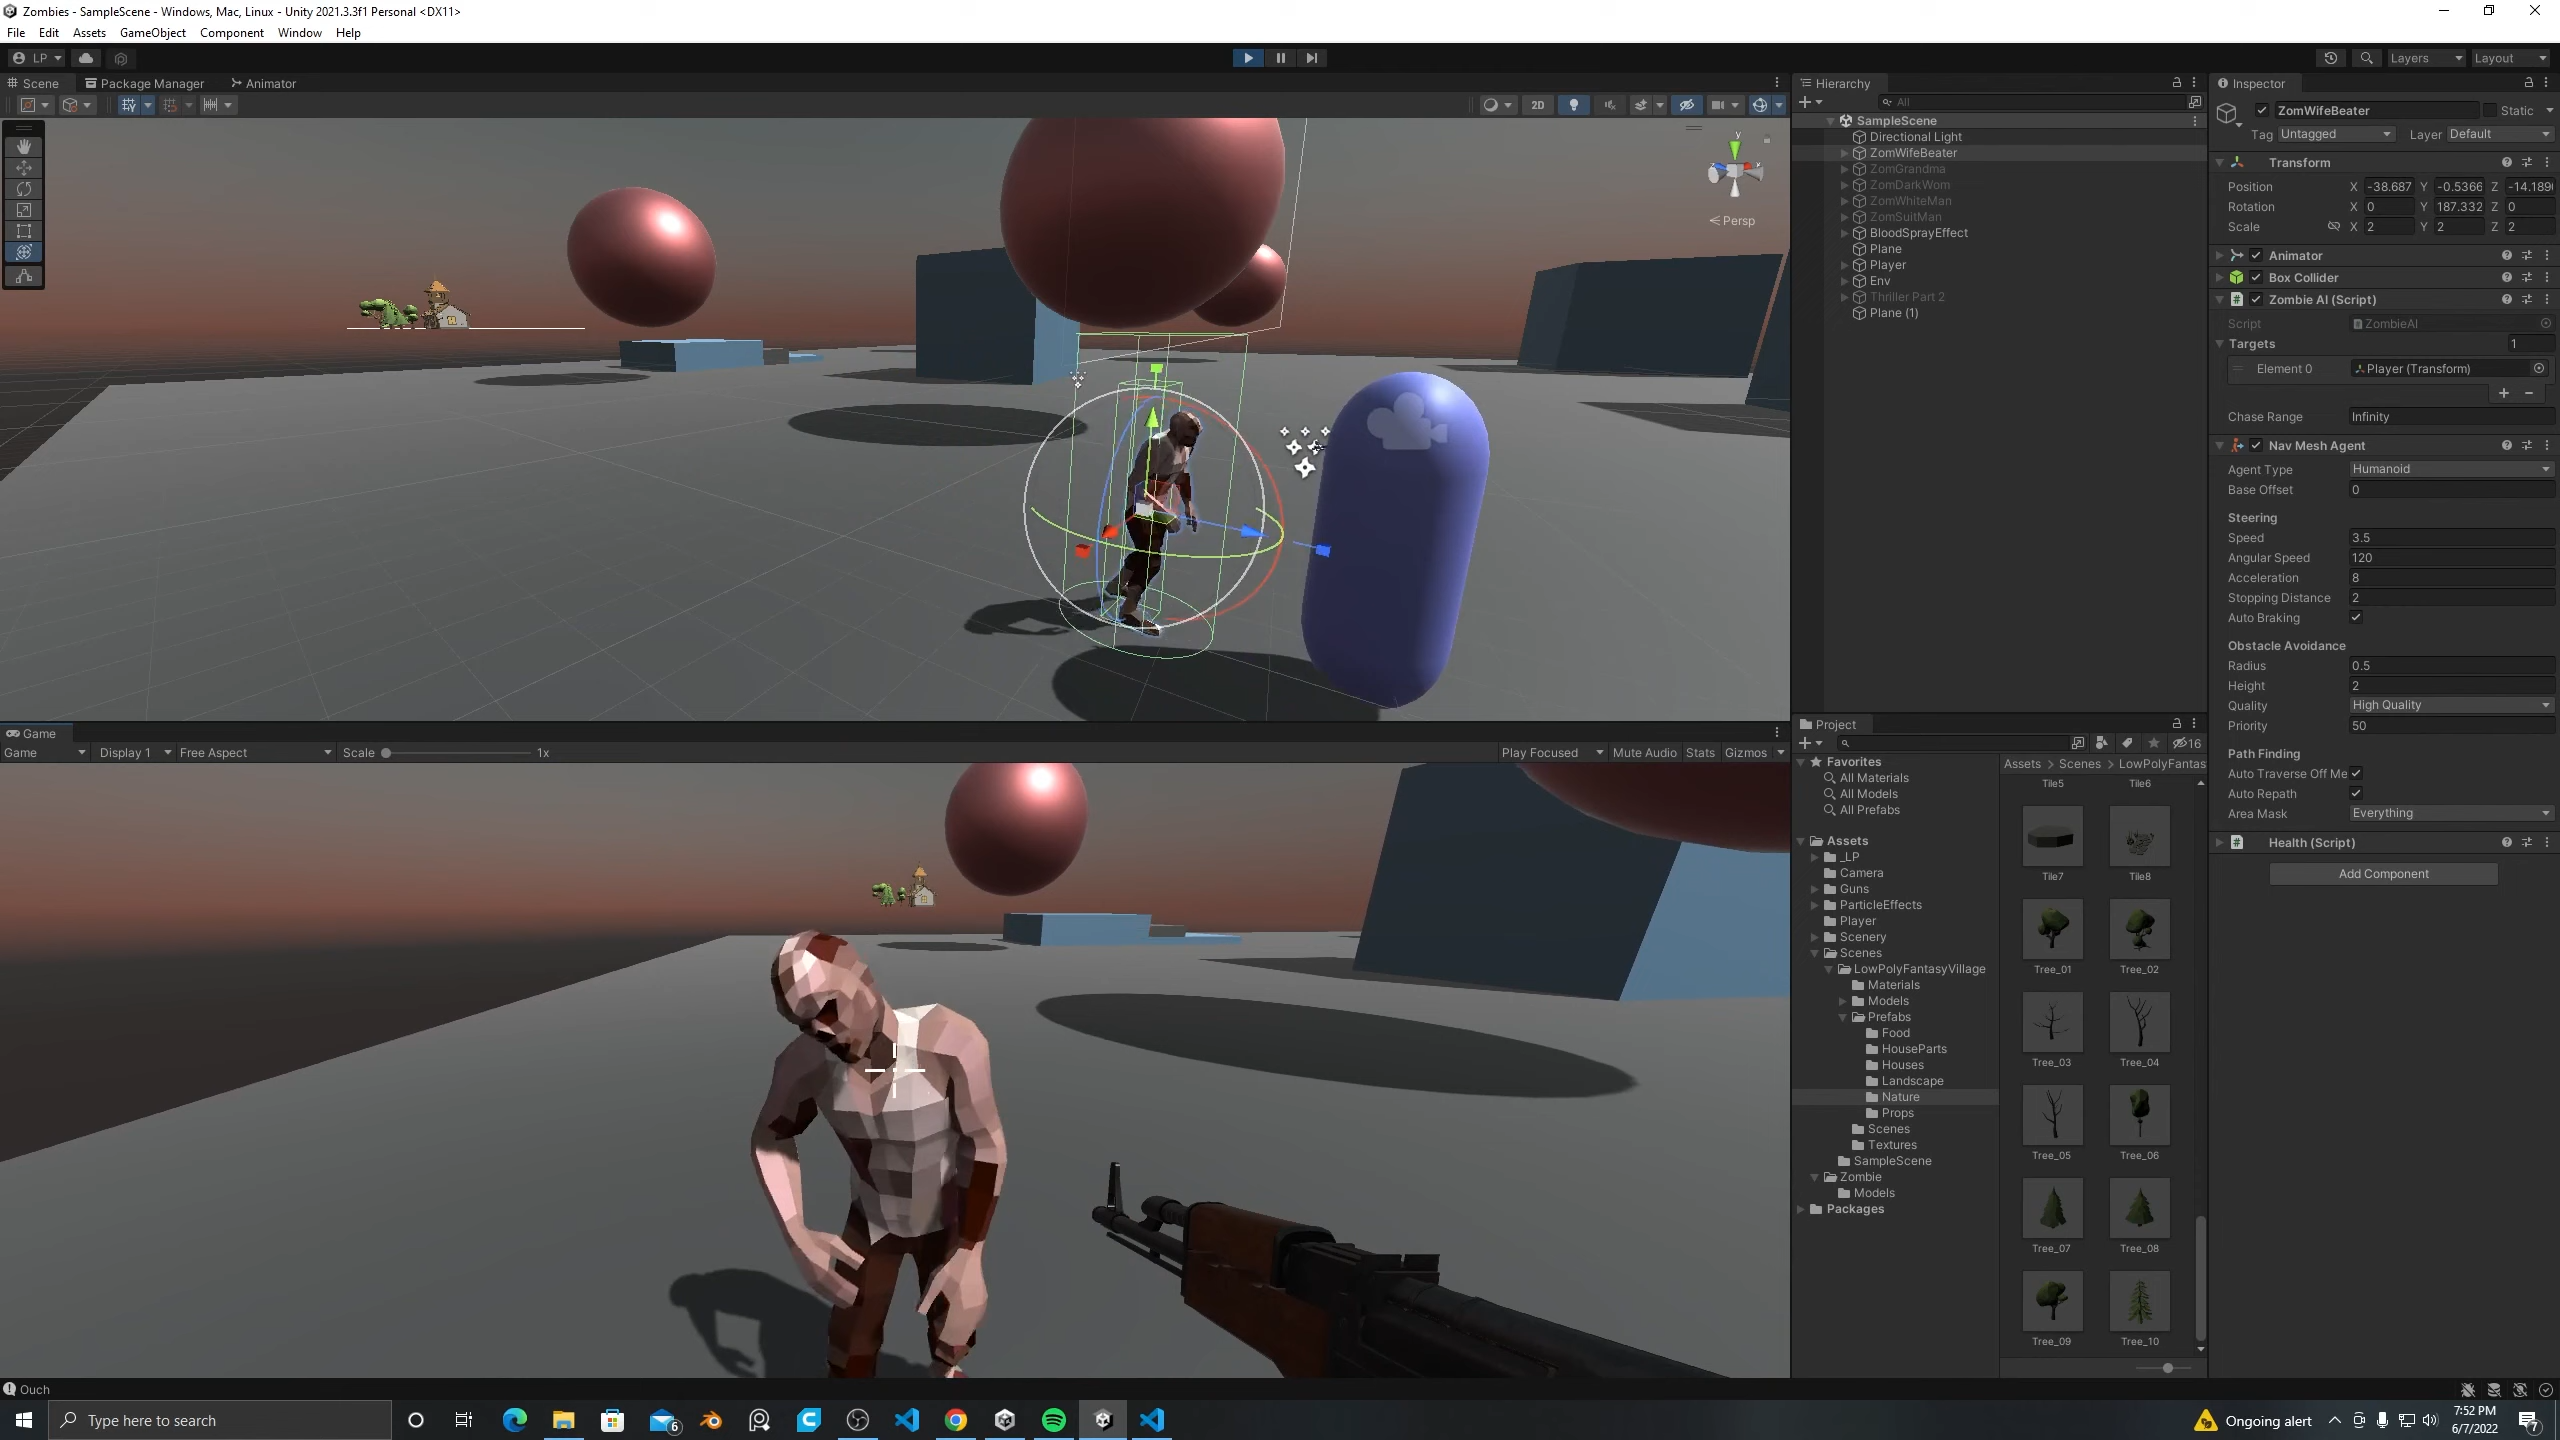 Zombies - SampleScene - Windows, Mac, Linux - Unity 2021.3.3f1 Personal <DX11>
File Edit Assets GameObject Component Window Help
LP Layers Layout
Scene Package Manager Animator
2D
y
Persp
Game
Game Display 1 Free Aspect Scale 1x Play Focused Mute Audio Stats Gizmos
Hierarchy
All
SampleScene
Directional Light
ZomWifeBeater
ZomGrandma
ZomDarkWom
ZomWhiteMan
ZomSuitMan
BloodSprayEffect
Plane
Player
Env
Thriller Part 2
Plane (1)
Project
16
Favorites
All Materials
All Models
All Prefabs
Assets
_LP
Camera
Guns
ParticleEffects
Player
Scenery
Scenes
LowPolyFantasyVillage
Materials
Models
Prefabs
Food
HouseParts
Houses
Landscape
Nature
Props
Scenes
Textures
SampleScene
Zombie
Models
Packages
Assets > Scenes > LowPolyFantas
Tile5 Tile6
Tile7 Tile8
Tree_01 Tree_02
Tree_03 Tree_04
Tree_05 Tree_06
Tree_07 Tree_08
Tree_09 Tree_10
Inspector
ZomWifeBeater Static
Tag Untagged Layer Default
Transform
Position X -38.687 Y -0.5366 Z -14.189
Rotation X 0 Y 187.332 Z 0
Scale X 2 Y 2 Z 2
Animator
Box Collider
Zombie AI (Script)
Script ZombieAI
Targets 1
Element 0 Player (Transform)
Chase Range Infinity
Nav Mesh Agent
Agent Type Humanoid
Base Offset 0
Steering
Speed 3.5
Angular Speed 120
Acceleration 8
Stopping Distance 2
Auto Braking
Obstacle Avoidance
Radius 0.5
Height 2
Quality High Quality
Priority 50
Path Finding
Auto Traverse Off Me
Auto Repath
Area Mask Everything
Health (Script)
Add Component
Ouch
Type here to search
6
Ongoing alert
7:52 PM
6/7/2022
7